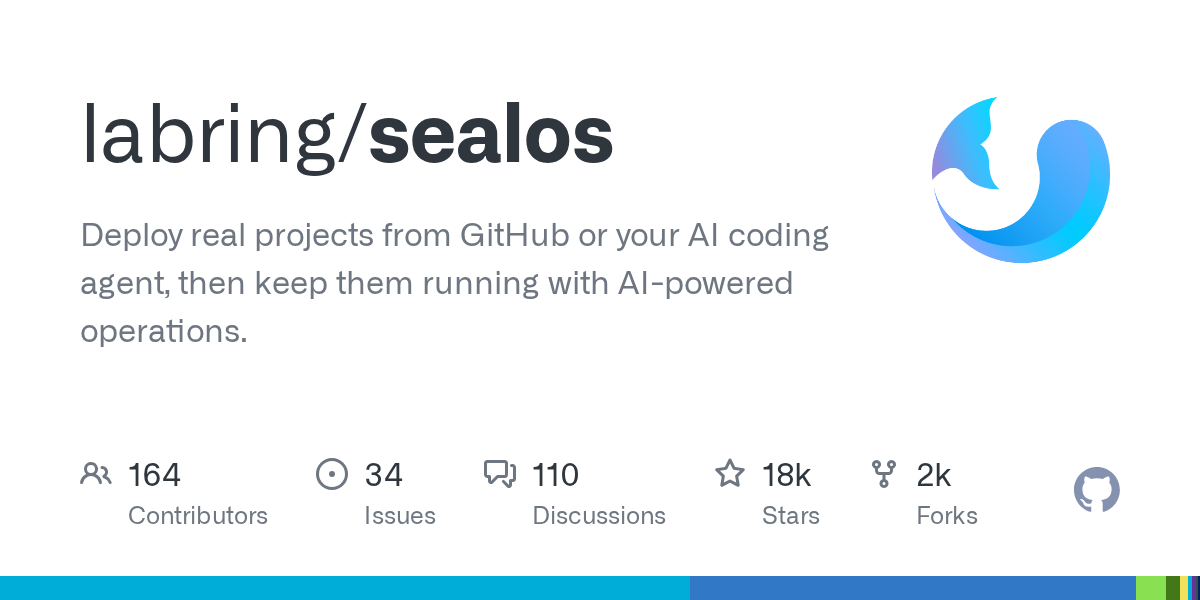 labring/sealos
Deploy real projects from GitHub or your AI coding
agent, then keep them running with AI-powered
operations.
164
Contributors
34
Issues
110
Discussions
18k
Stars
2k
Forks